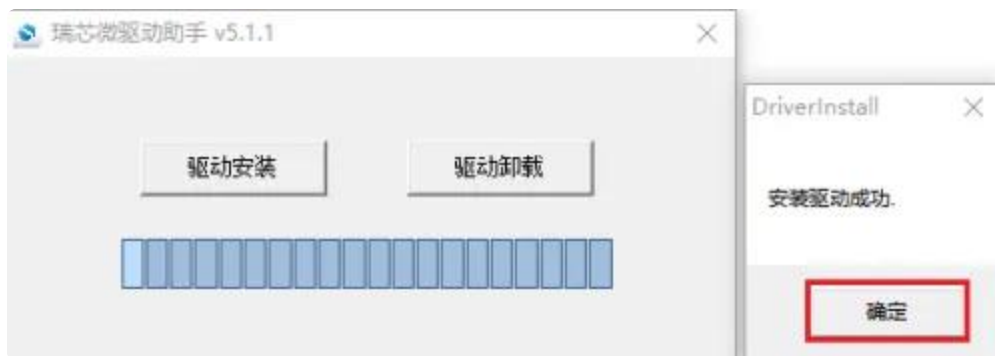 瑞芯微驱动助手 v5.1.1
驱动安装
驱动卸载
DriverInstall
安装驱动成功.
确定